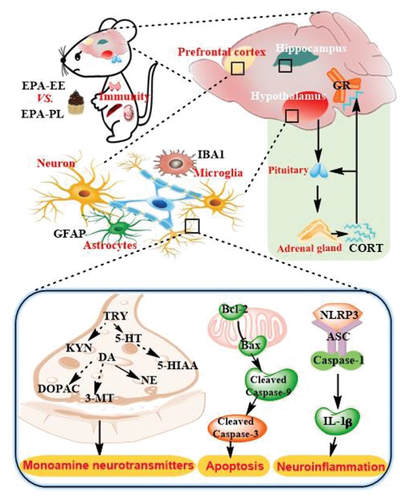 EPA-EE
VS.
EPA-PL
Immunity
Prefrontal cortex
Hippocampus
Hypothalamus
GR
Pituitary
Adrenal gland
CORT
Neuron
IBA1
Microglia
GFAP
Astrocytes
TRY
KYN
5-HT
DA
5-HIAA
DOPAC
NE
3-MT
Monoamine neurotransmitters
Bcl-2
Bax
Cleaved
Caspase-9
Cleaved
Caspase-3
Apoptosis
NLRP3
ASC
Caspase-1
IL-1β
Neuroinflammation